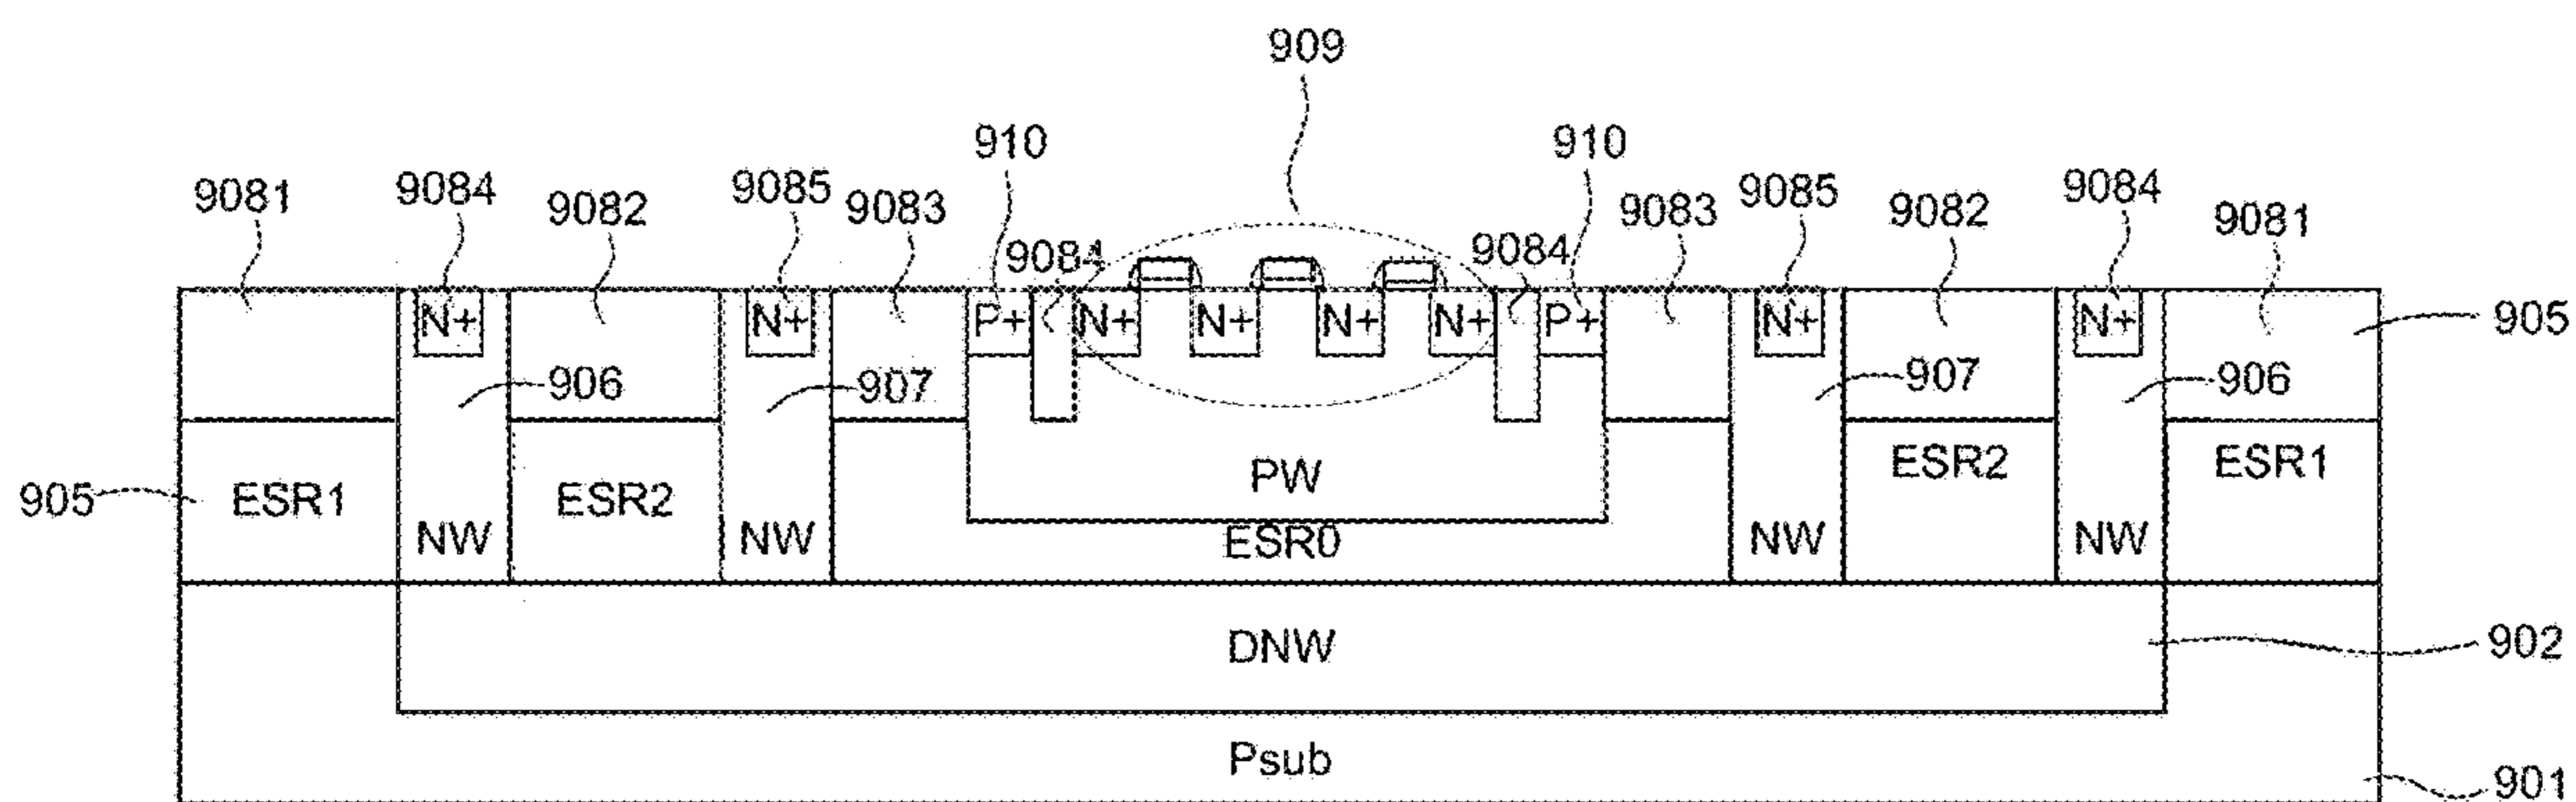 909
910 910
9081 9084 9082 9085 9083 9083 9085 9082 9084 9081
9084 9084
N+ N+ P+ N+ N+ N+ N+ P+ N+ N+
905
906 907 907 906
PW ESR2 ESR1
905 ESR1 ESR2
NW NW ESR0 NW NW
DNW
902
Psub
901